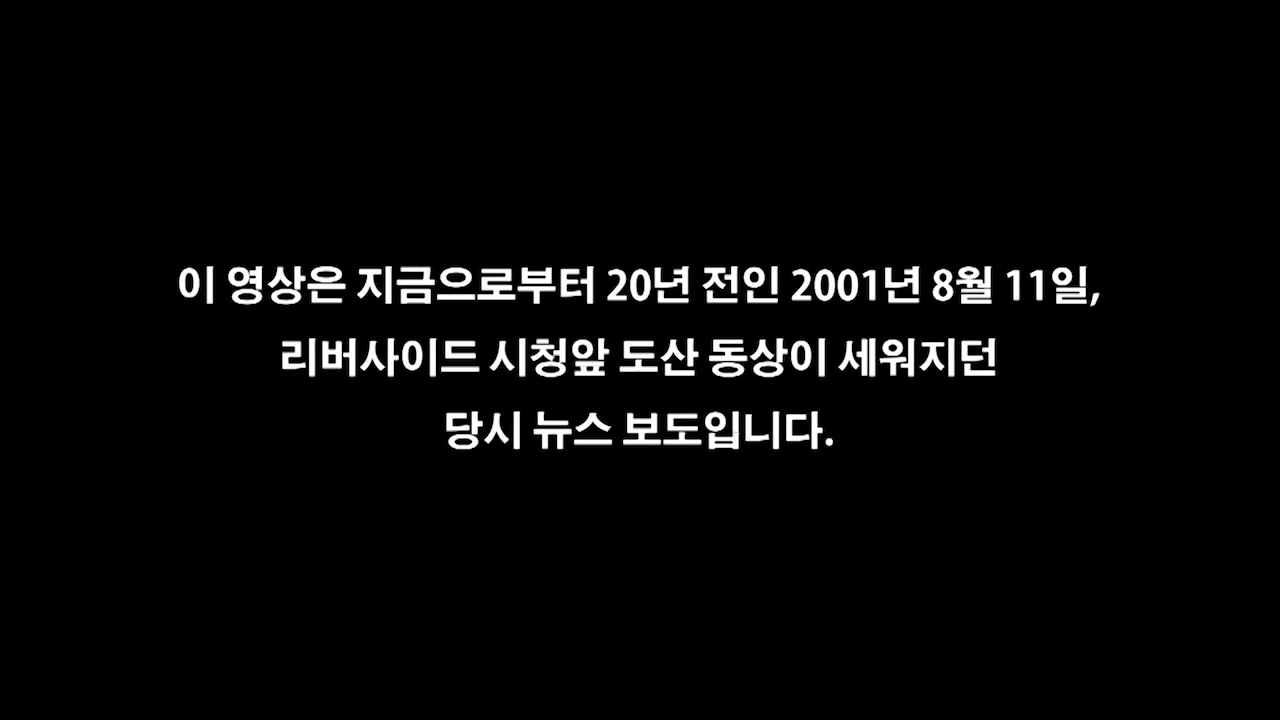 이 영상은 지금으로부터 20년 전인 2001년 8월 11일,
리버사이드 시청앞 도산 동상이 세워지던
당시 뉴스 보도입니다.